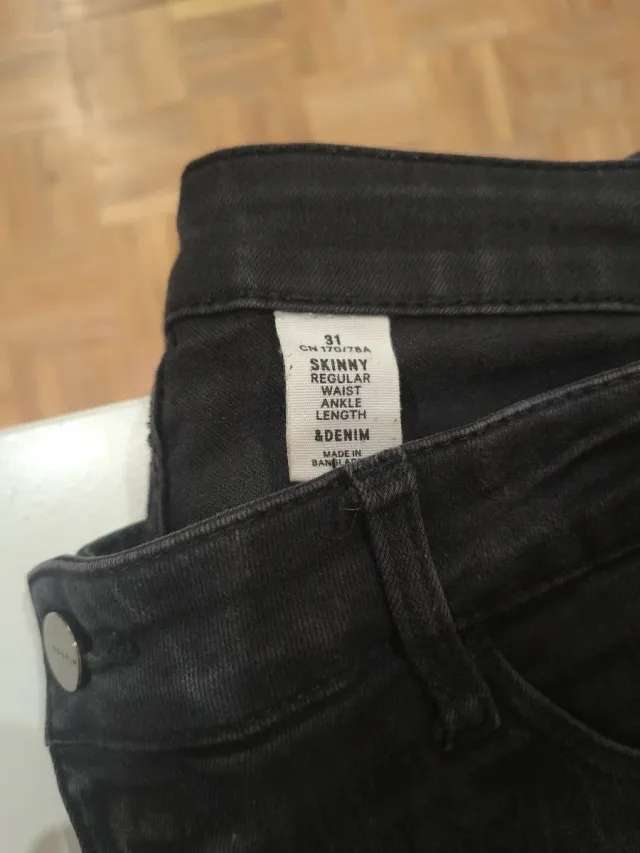 31
CN 170/78A
SKINNY
REGULAR
WAIST
ANKLE
LENGTH
&DENIM
MADE IN